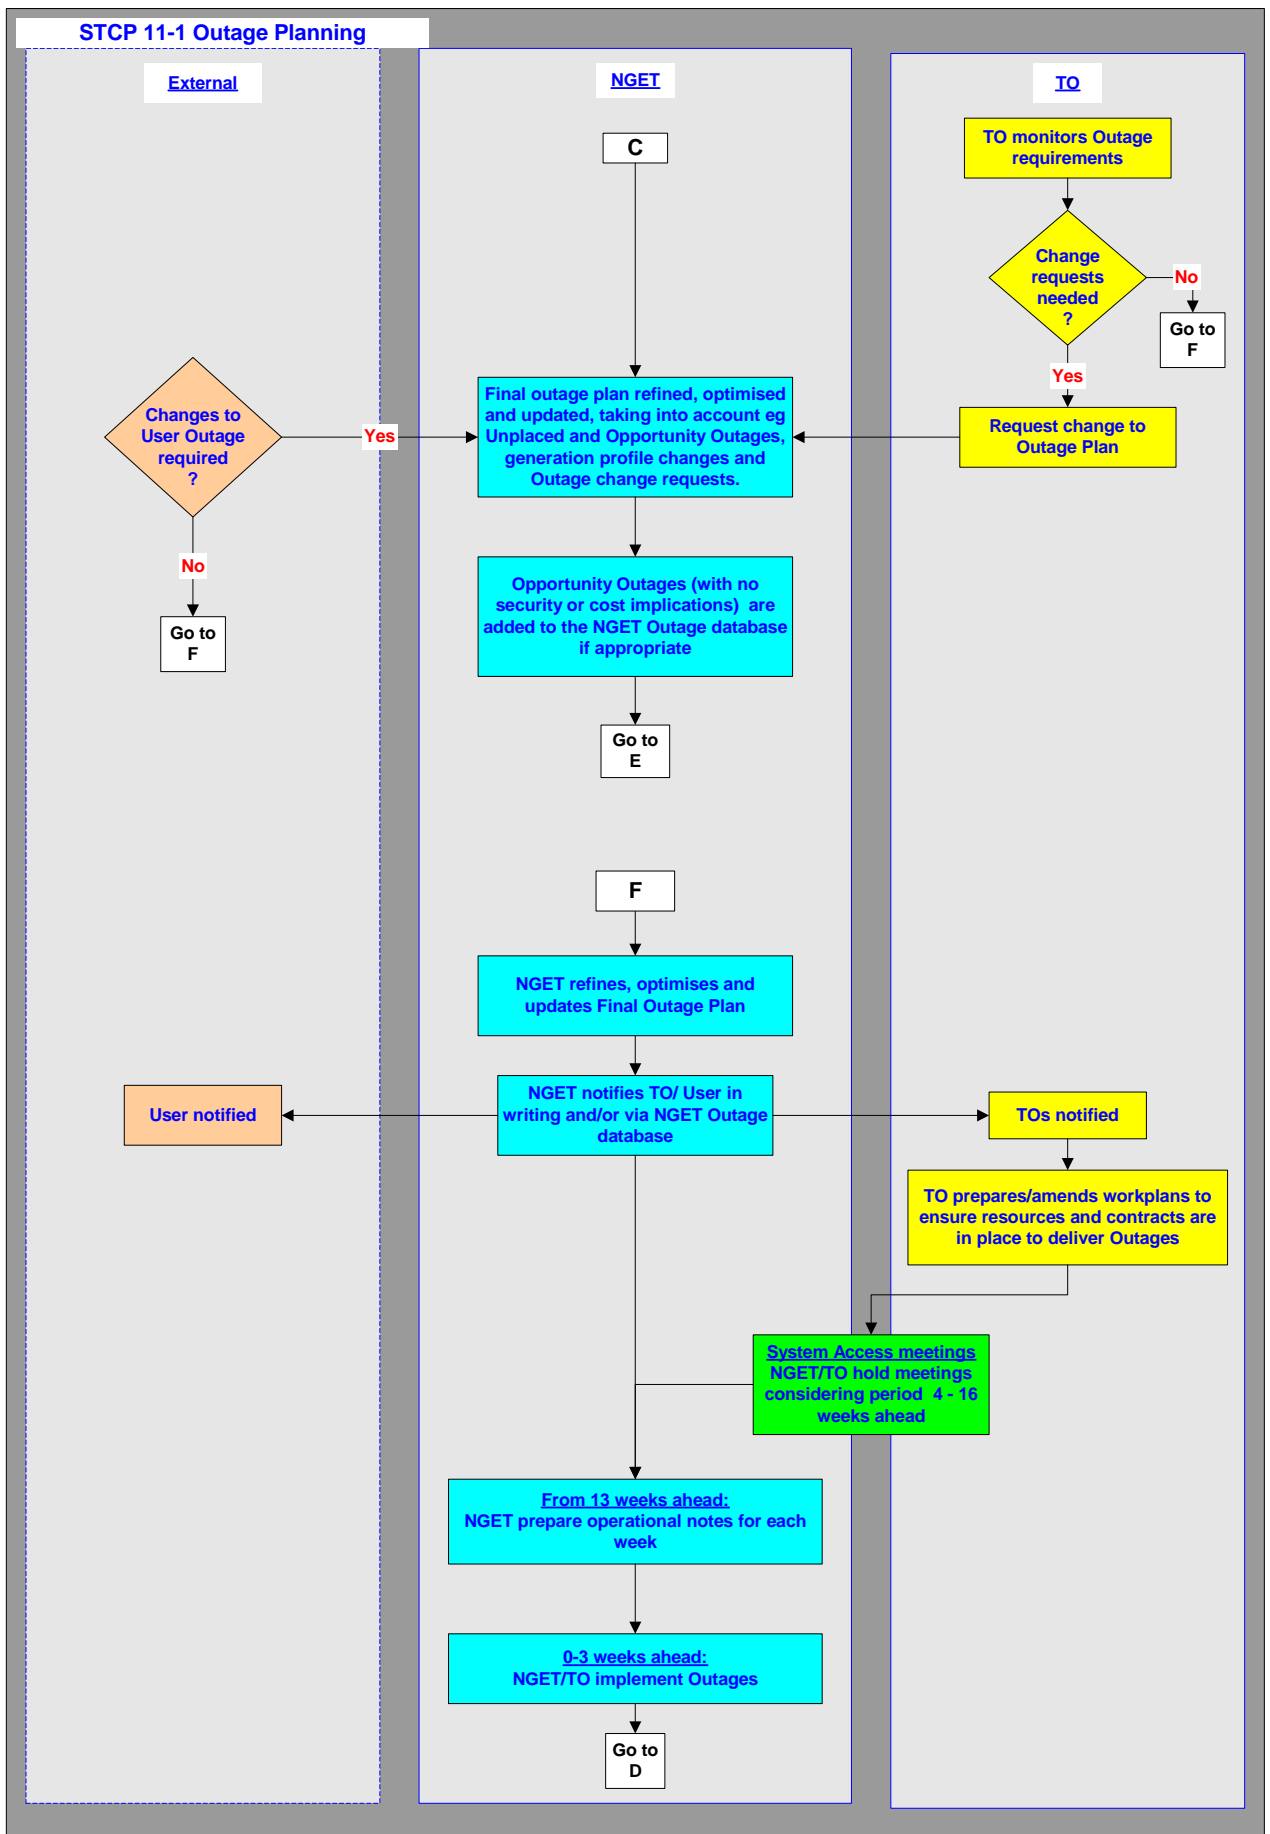 STCP 11-1 Outage Planning
External
NGET
TO
C
TO monitors Outage
requirements
Change
requests
needed
?
No
Go to
F
Yes
Request change to
Outage Plan
Changes to
User Outage
required
?
Yes
No
Go to
F
Final outage plan refined, optimised
and updated, taking into account eg
Unplaced and Opportunity Outages,
generation profile changes and
Outage change requests.
Opportunity Outages (with no
security or cost implications) are
added to the NGET Outage database
if appropriate
Go to
E
F
NGET refines, optimises and
updates Final Outage Plan
NGET notifies TO/ User in
writing and/or via NGET Outage
database
User notified
TOs notified
TO prepares/amends workplans to
ensure resources and contracts are
in place to deliver Outages
System Access meetings
NGET/TO hold meetings
considering period 4 - 16
weeks ahead
From 13 weeks ahead:
NGET prepare operational notes for each
week
0-3 weeks ahead:
NGET/TO implement Outages
Go to
D